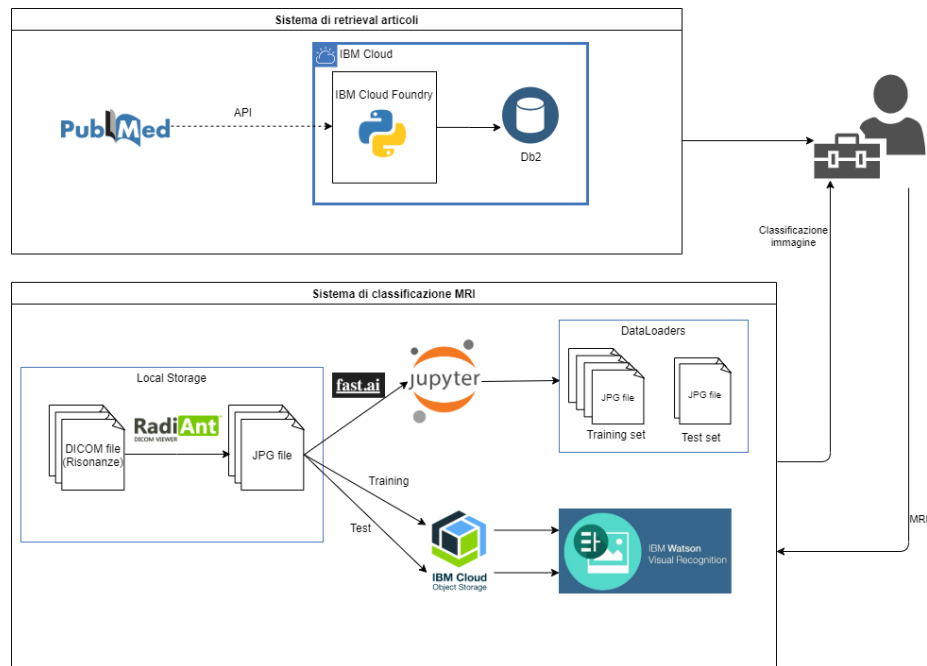 Sistema di retrieval articoli
IBM Cloud
IBM Cloud Foundry
PubMed
API
Db2
Classificazione
immagine
Sistema di classificazione MRI
DataLoaders
Local Storage
fast.ai
jupyter
JPG file
JPG file
Training set
Test set
RadiAnt
DICOM VIEWER
DICOM file
(Risonanze)
JPG file
Training
Test
IBM Cloud
Object Storage
IBM Watson
Visual Recognition
MRI